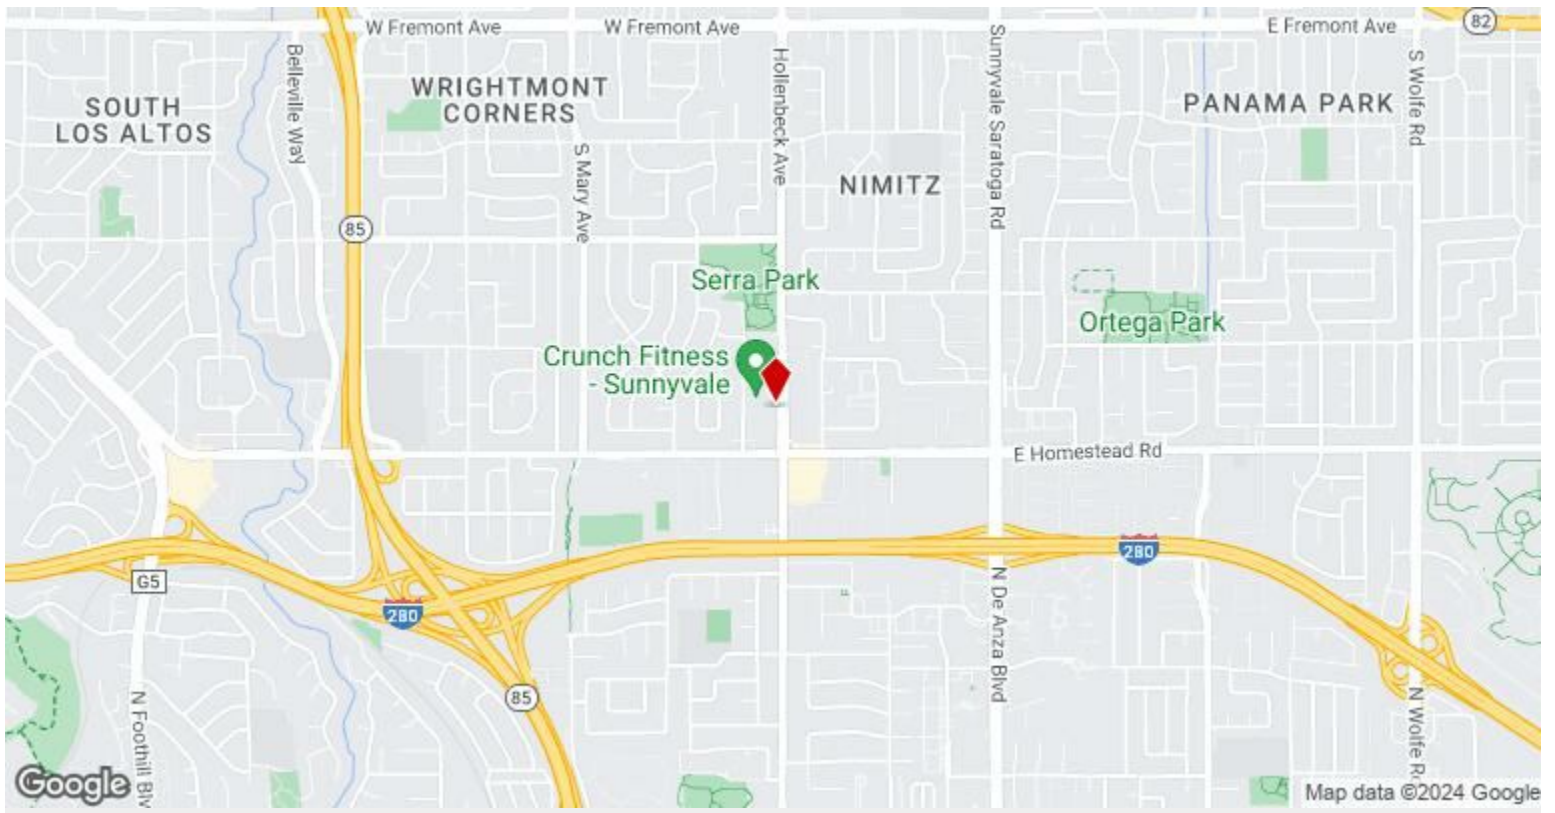 W Fremont Ave
W Fremont Ave
E Fremont Ave
82
Belleville Way
Hollenbeck Ave
Sunnyvale Saratoga Rd
S Wolfe Rd
WRIGHTMONT
CORNERS
SOUTH
LOS ALTOS
PANAMA PARK
S Mary Ave
NIMITZ
85
Serra Park
Ortega Park
Crunch Fitness
- Sunnyvale
E Homestead Rd
280
G5
280
N De Anza Blvd
85
N Foothill Blv
N Wolfe Rd
Google
Map data ©2024 Google